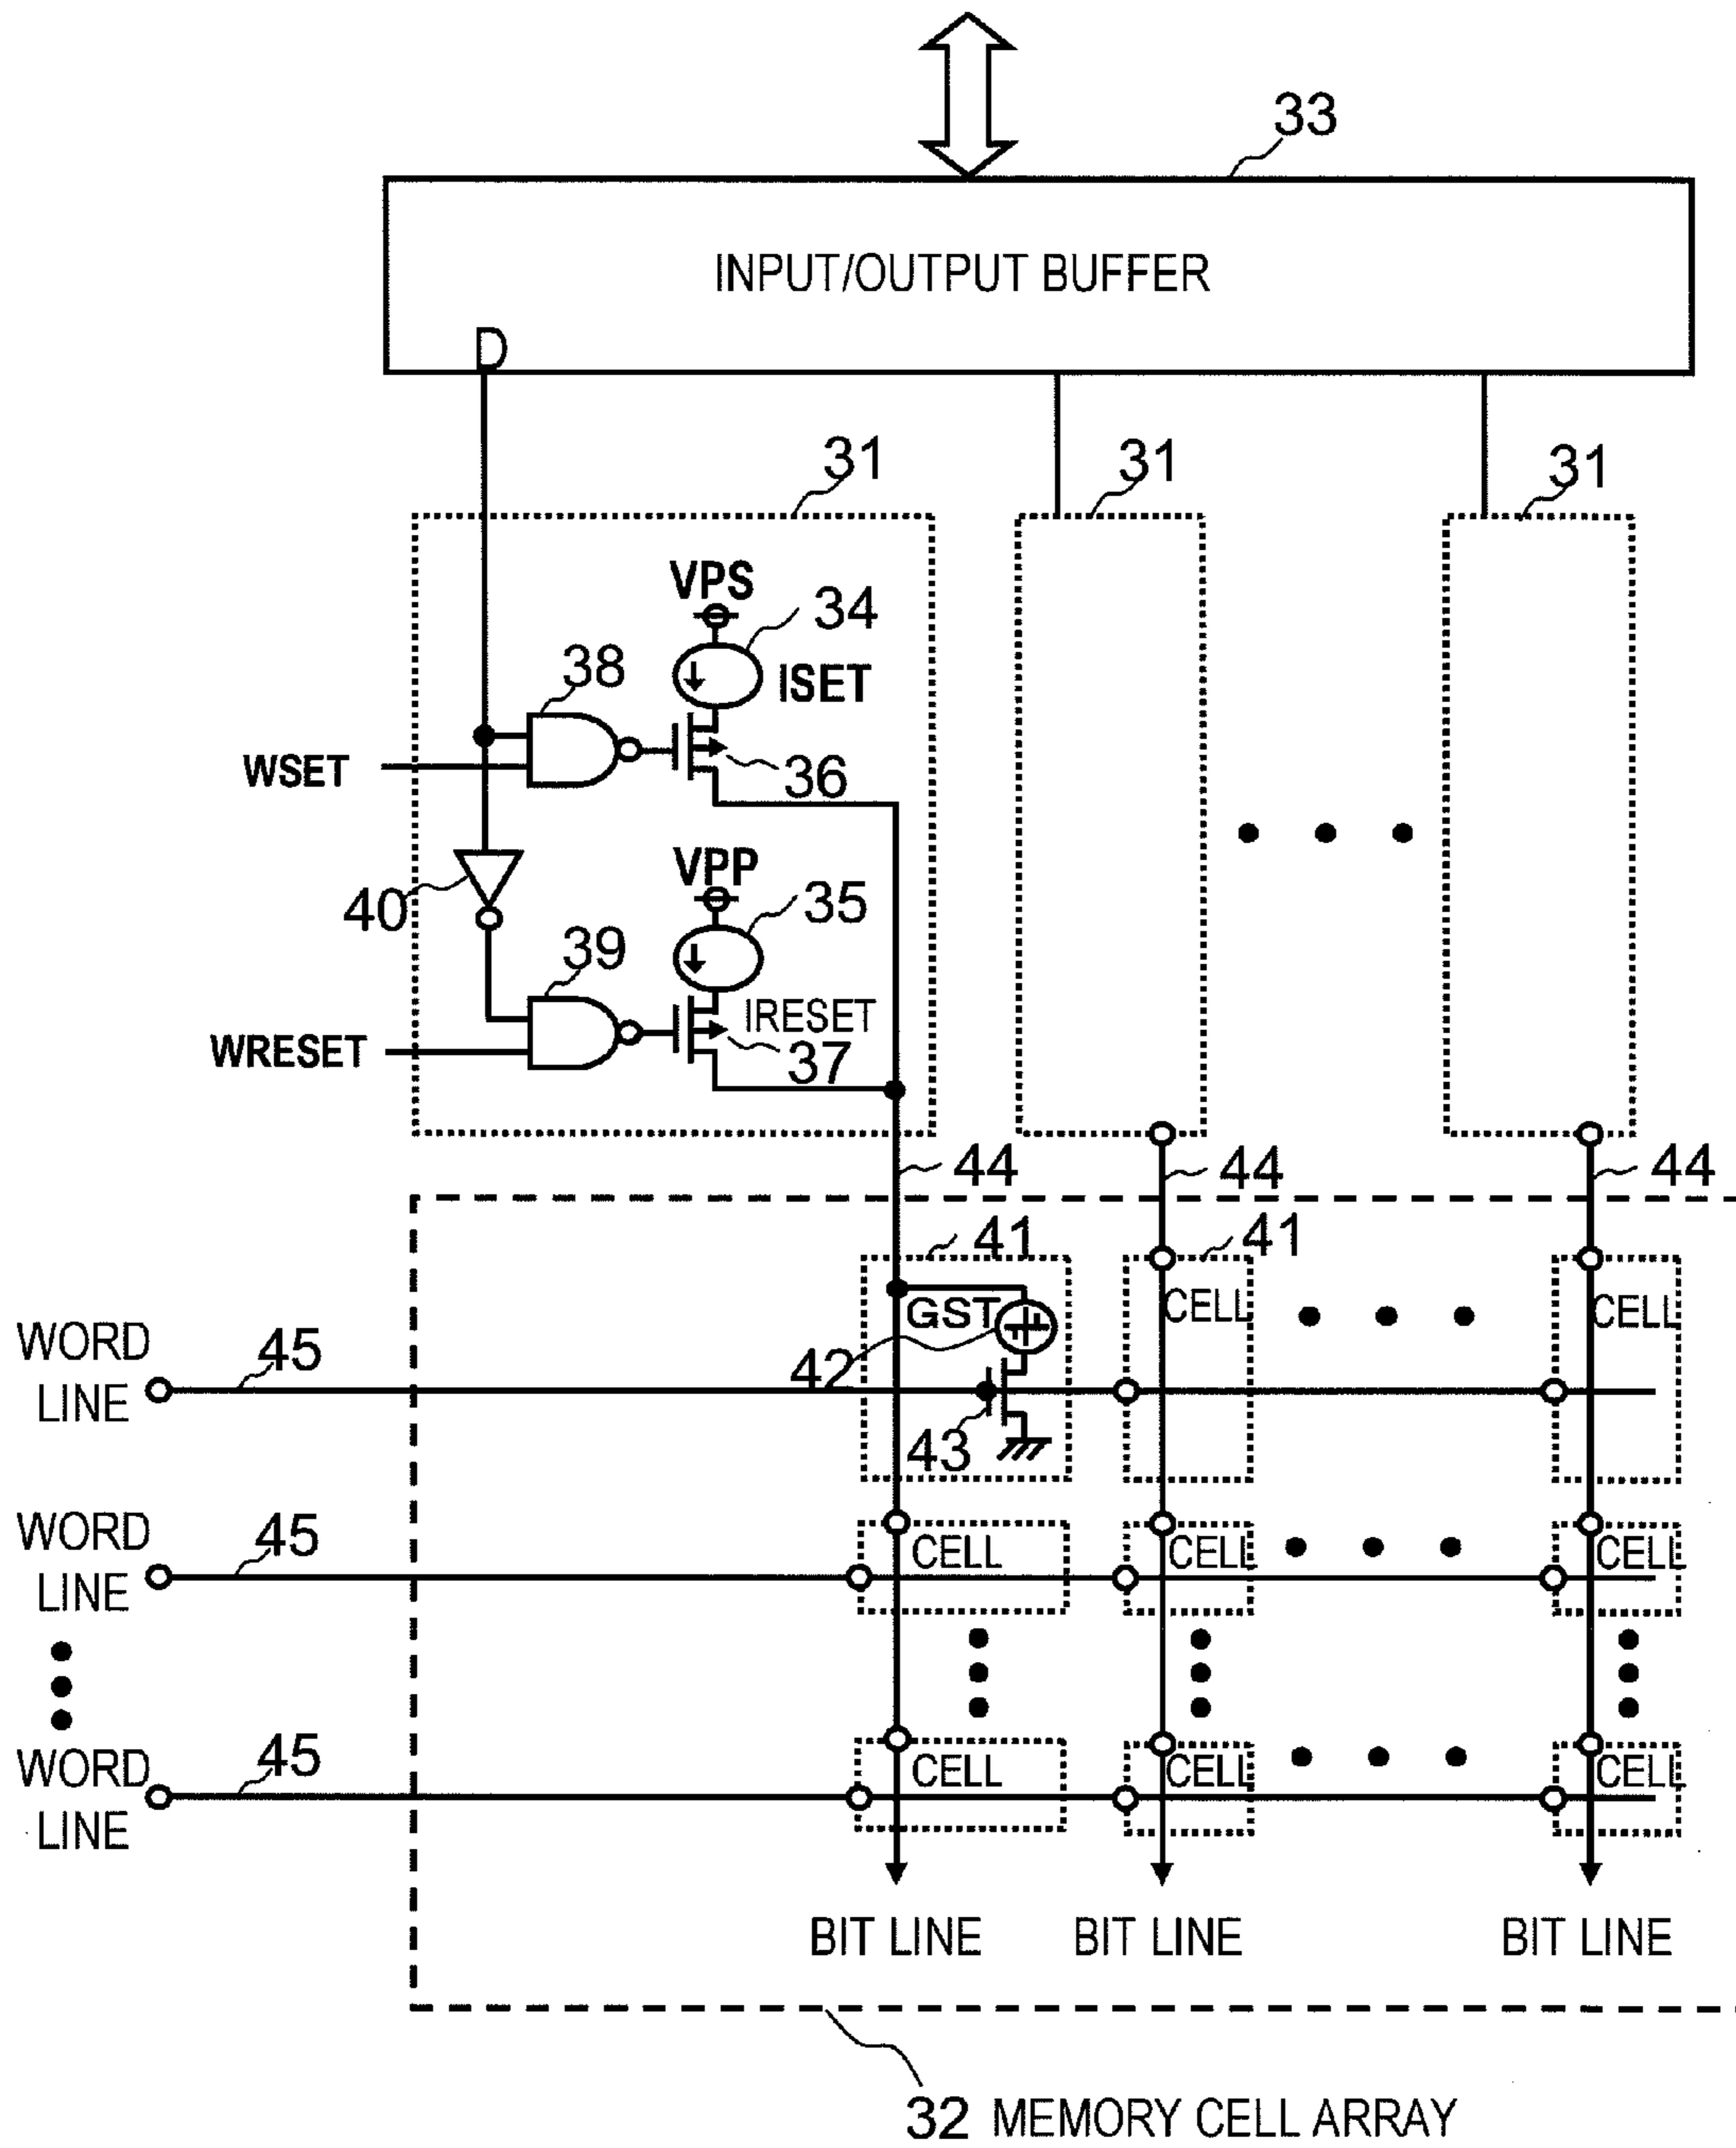 33
INPUT/OUTPUT BUFFER
D
31
31
31
VPS
34
ISET
38
WSET
36
VPP
35
40
39
IRESET
WRESET
37
44
44
44
41
41
GST
CELL
CELL
WORD
LINE
45
42
43
WORD
LINE
45
CELL
CELL
CELL
WORD
LINE
45
CELL
CELL
CELL
BIT LINE
BIT LINE
BIT LINE
32 MEMORY CELL ARRAY